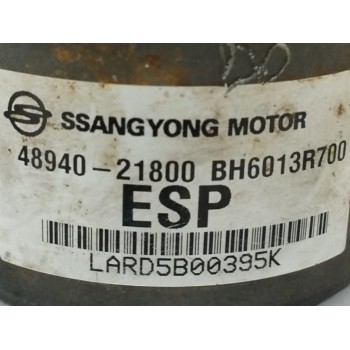 SSANGYONG MOTOR
48940-21800 BH6013R700
ESP
LARD5B00395K